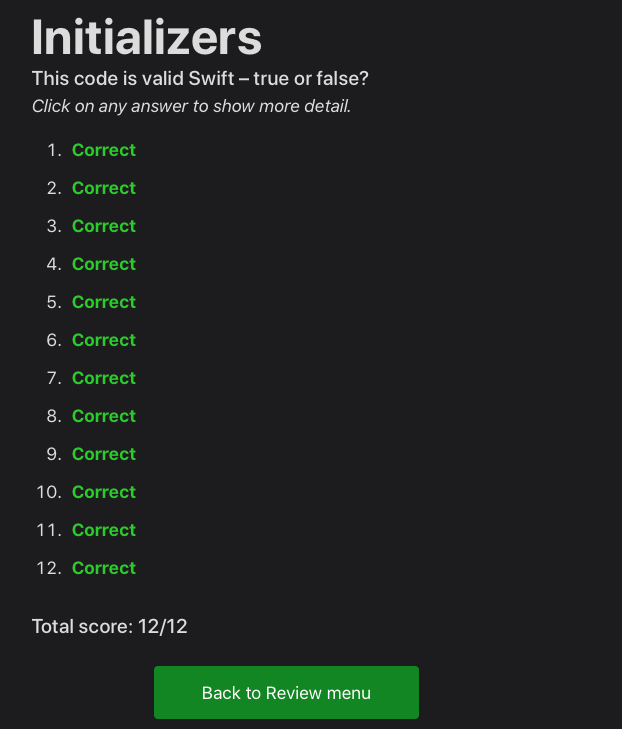 Initializers
This code is valid Swift – true or false?
Click on any answer to show more detail.
1. Correct
2. Correct
3. Correct
4. Correct
5. Correct
6. Correct
7. Correct
8. Correct
9. Correct
10. Correct
11. Correct
12. Correct
Total score: 12/12
Back to Review menu